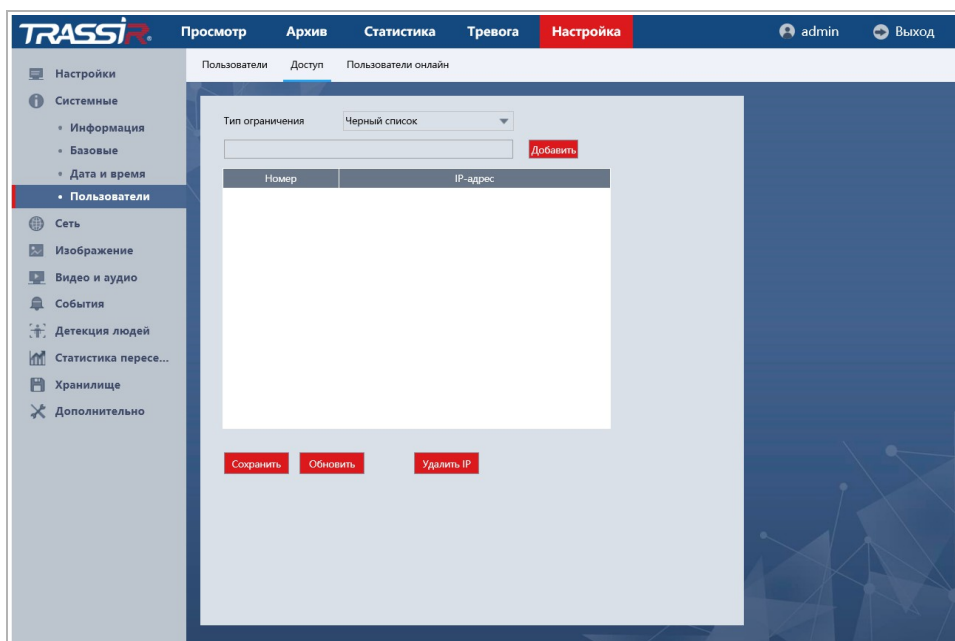 TRASSIR
Просмотр Архив Статистика Тревога Настройка admin Выход
Пользователи Доступ Пользователи онлайн
Настройки
Системные
Информация
Базовые
Дата и время
Пользователи
Сеть
Изображение
Видео и аудио
События
Детекция людей
Статистика пересе...
Хранилище
Дополнительно
Тип ограничения Черный список
Добавить
Номер IP-адрес
Сохранить Обновить Удалить IP